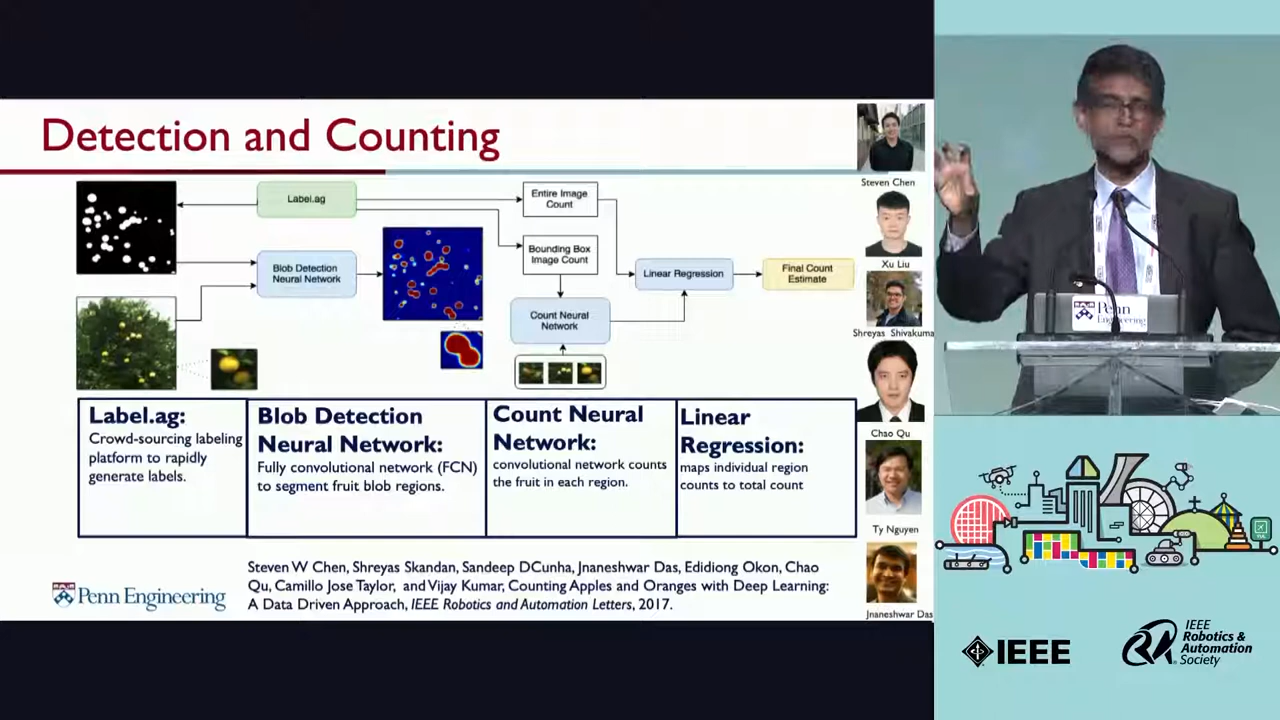 Detection and Counting
Label.ag
Entire Image
Count
Bounding Box
Image Count
Blob Detection
Neural Network
Linear Regression
Final Count
Estimate
Count Neural
Network
Label.ag:
Crowd-sourcing labeling
platform to rapidly
generate labels.
Blob Detection
Neural Network:
Fully convolutional network (FCN)
to segment fruit blob regions.
Count Neural
Network:
convolutional network counts
the fruit in each region.
Linear
Regression:
maps individual region
counts to total count
Steven W Chen, Shreyas Skandan, Sandeep DCunha, Jnaneshwar Das, Edidiong Okon, Chao
Qu, Camillo Jose Taylor, and Vijay Kumar, Counting Apples and Oranges with Deep Learning:
A Data Driven Approach, IEEE Robotics and Automation Letters, 2017.
Penn Engineering
Steven Chen
Xu Liu
Shreyas Shivakuma
Chao Qu
Ty Nguyen
Jnaneshwar Das
Penn
Engineering
IEEE
IEEE
Robotics &
Automation
Society